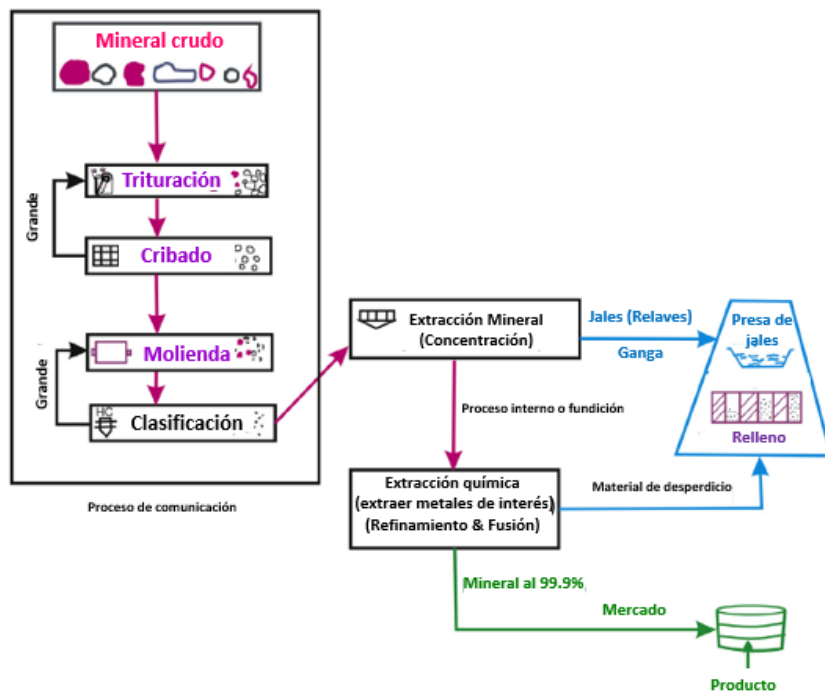 Mineral crudo
Trituración
Grande
Cribado
Molienda
Grande
HC
Clasificación
Proceso de comunicación
Extracción Mineral
(Concentración)
Jales (Relaves)
Ganga
Presa de
jales
Relleno
Proceso interno o fundición
Extracción química
(extraer metales de interés)
(Refinamiento & Fusión)
Material de desperdicio
Mineral al 99.9%
Mercado
Producto